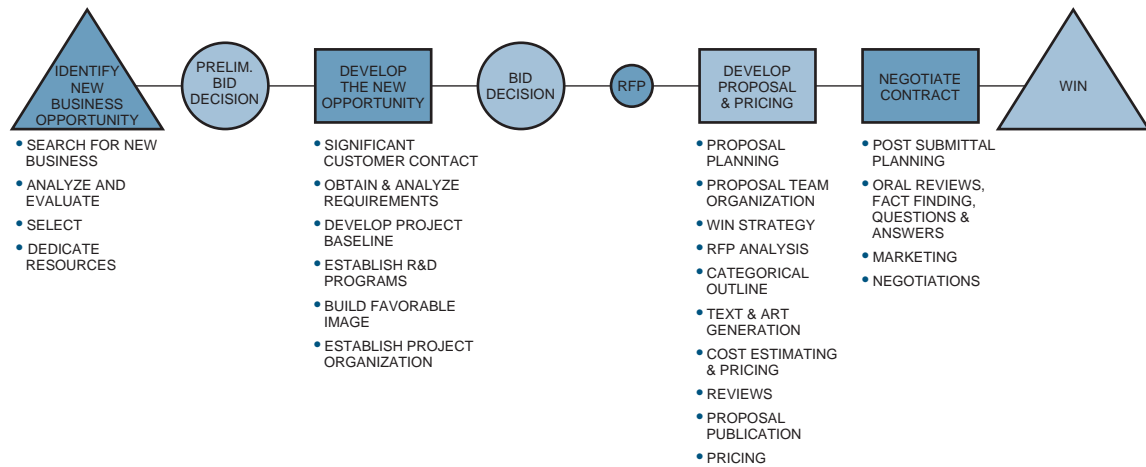 IDENTIFY
NEW
BUSINESS
OPPORTUNITY
PRELIM.
BID
DECISION
DEVELOP
THE NEW
OPPORTUNITY
BID
DECISION
RFP
DEVELOP
PROPOSAL
& PRICING
NEGOTIATE
CONTRACT
WIN
• SEARCH FOR NEW
BUSINESS
• ANALYZE AND
EVALUATE
• SELECT
• DEDICATE
RESOURCES
• SIGNIFICANT
CUSTOMER CONTACT
• OBTAIN & ANALYZE
REQUIREMENTS
• DEVELOP PROJECT
BASELINE
• ESTABLISH R&D
PROGRAMS
• BUILD FAVORABLE
IMAGE
• ESTABLISH PROJECT
ORGANIZATION
• PROPOSAL
PLANNING
• PROPOSAL TEAM
ORGANIZATION
• WIN STRATEGY
• RFP ANALYSIS
• CATEGORICAL
OUTLINE
• TEXT & ART
GENERATION
• COST ESTIMATING
& PRICING
• REVIEWS
• PROPOSAL
PUBLICATION
• PRICING
• POST SUBMITTAL
PLANNING
• ORAL REVIEWS,
FACT FINDING,
QUESTIONS &
ANSWERS
• MARKETING
• NEGOTIATIONS